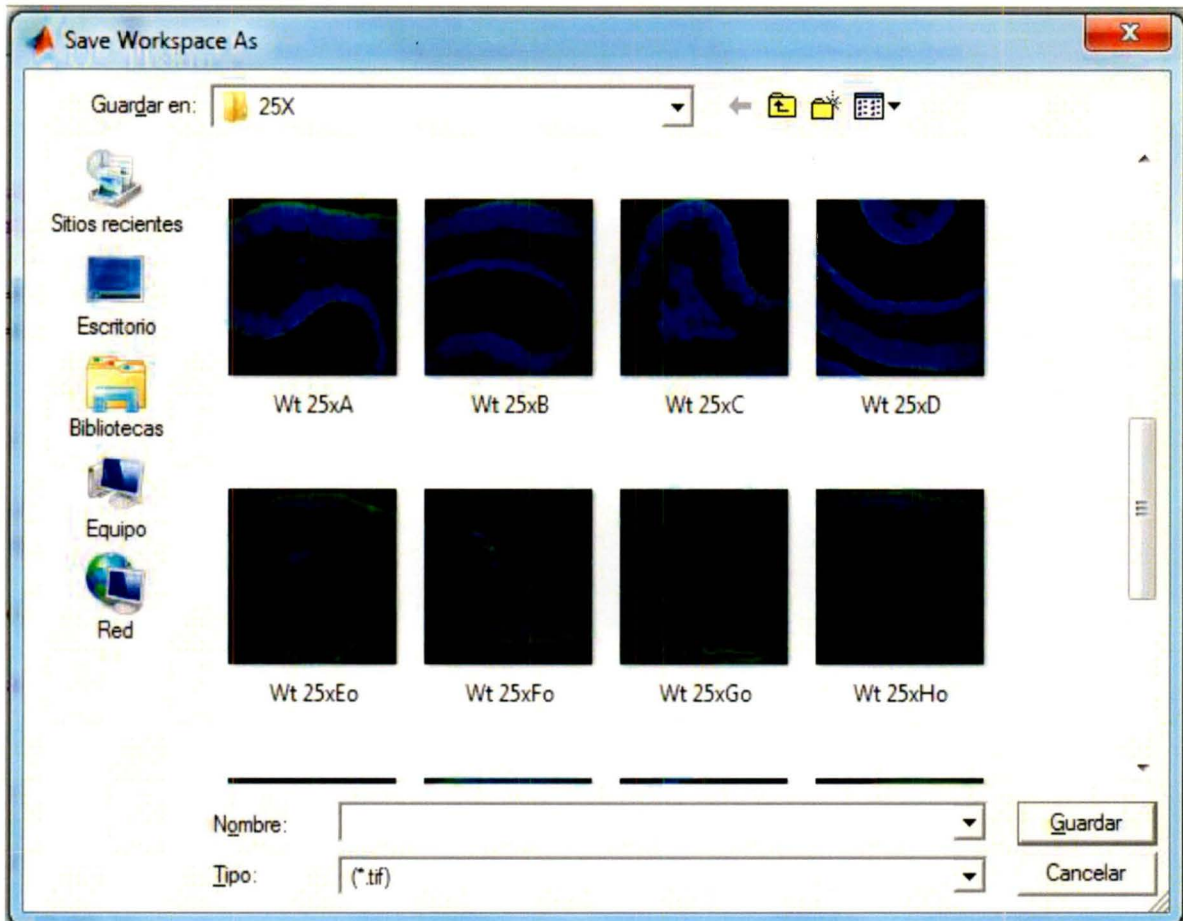 Save Workspace As
Guardar en: 25X
Sitios recientes
Escritorio
Bibliotecas
Equipo
Red
Wt 25xA Wt 25xB Wt 25xC Wt 25xD
Wt 25xEo Wt 25xFo Wt 25xGo Wt 25xHo
Nombre:
Guardar
Tipo: (*.tif)
Cancelar